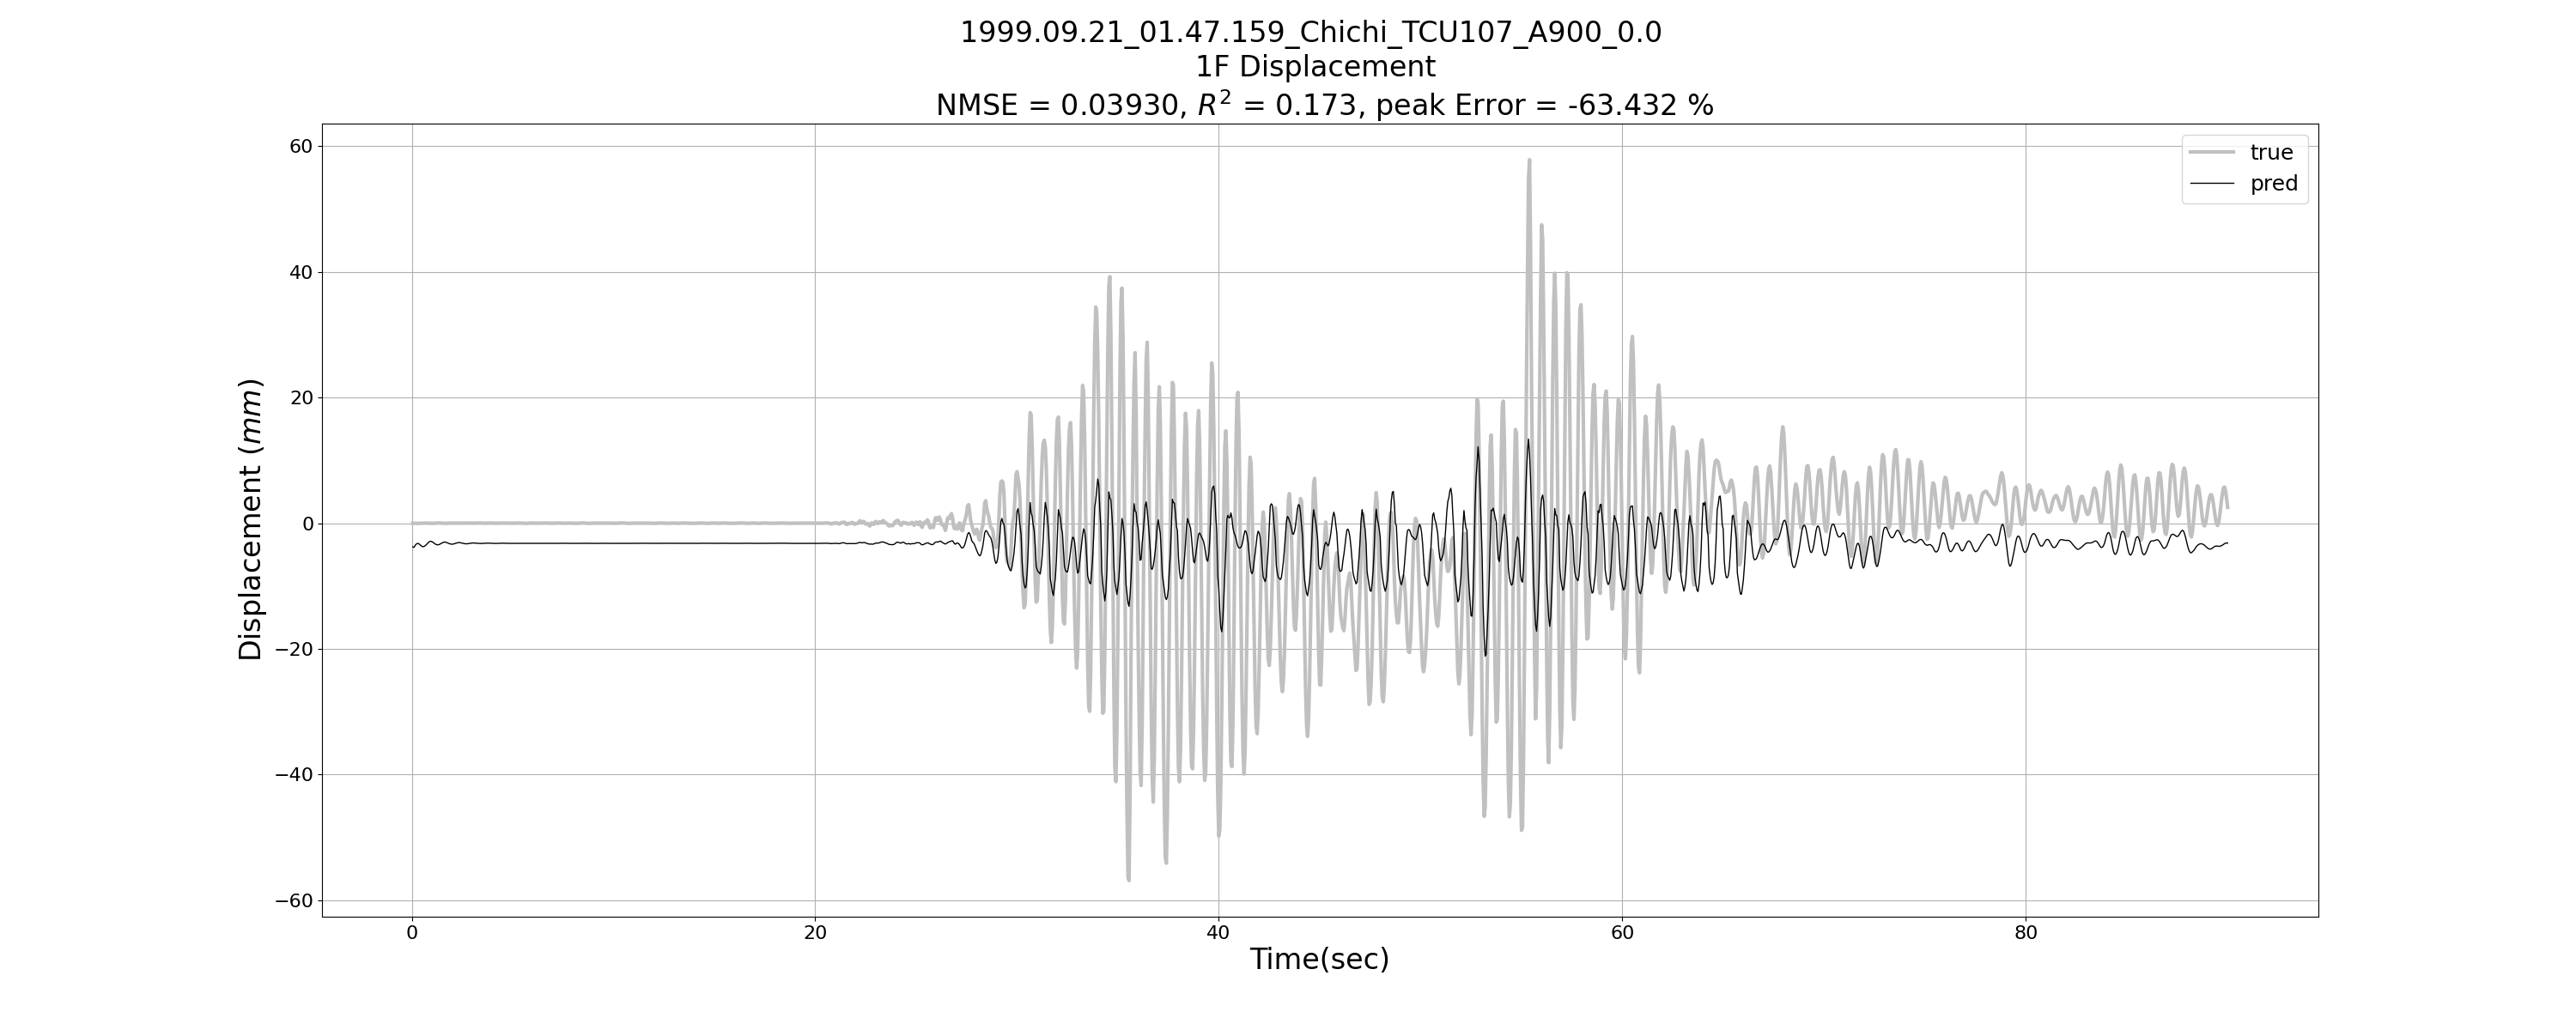 1999.09.21_01.47.159_Chichi_TCU107_A900_0.0
1F Displacement
NMSE = 0.03930, R² = 0.173, peak Error = -63.432 %
true
pred
Displacement (mm)
60
40
20
0
−20
−40
−60
0 20 40 60 80
Time(sec)